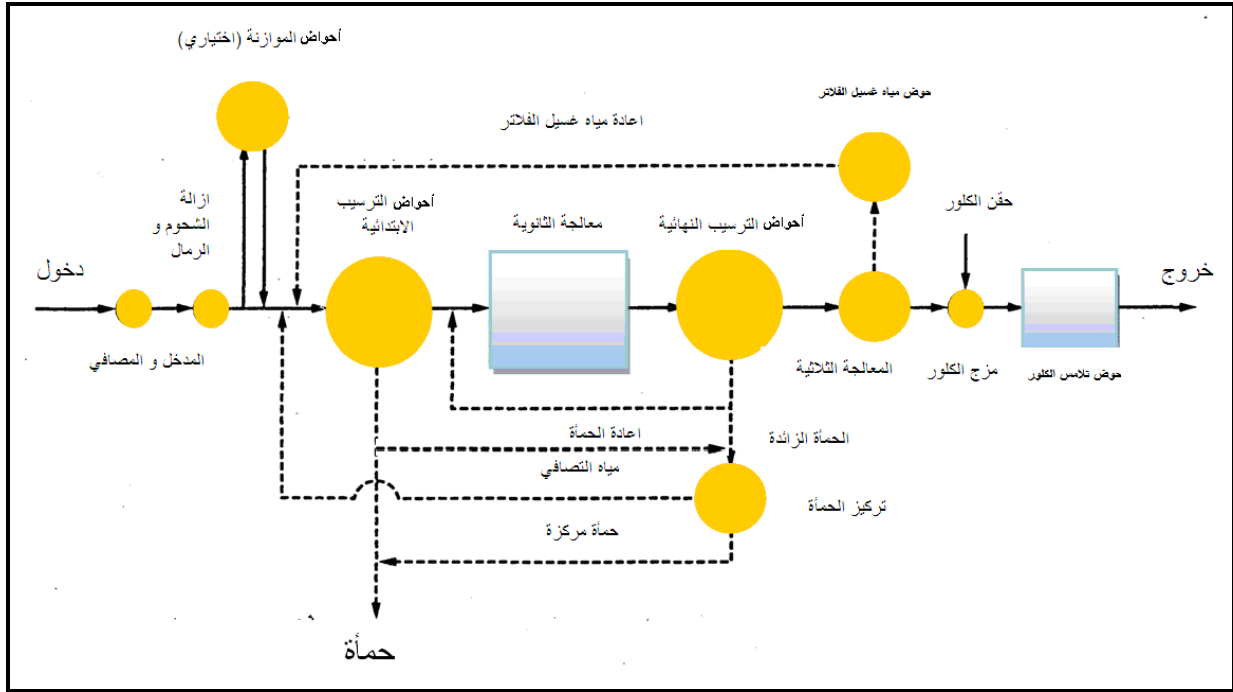 أحواض الموازنة (اختياري)
حوض مياه غسيل الفلاتر
اعادة مياه غسيل الفلاتر
ازالة
الشحوم و
الرمال
أحواض الترسيب
الابتدائية
معالجة الثانوية
أحواض الترسيب النهائية
حقن الكلور
دخول
خروج
المدخل و المصافي
المعالجة الثلاثية
مزج الكلور
حوض تلامس الكلور
اعادة الحمأة
الحمأة الزائدة
مياه التصافي
تركيز الحمأة
حمأة مركزة
حمأة